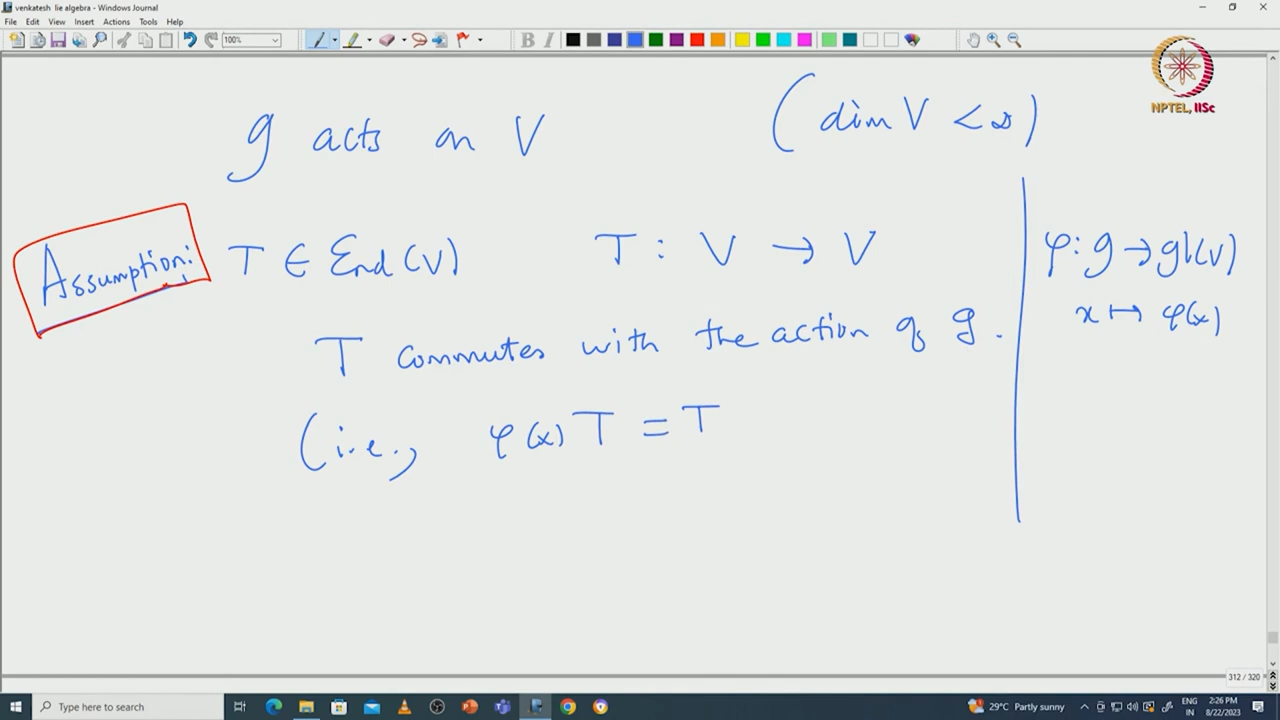 venkatesh lie algebra - Windows Journal
File Edit View Insert Actions Tools Help
100%
B I
NPTEL, IISc
g acts on V (dim V < ∞)
Assumption: T ∈ End(V) T : V → V
φ: g → gl(V)
x ↦ φ(x)
T commutes with the action of g.
(i.e., φ(x) T = T
312 / 320
Type here to search
29°C Partly sunny
ENG
IN
2:26 PM
8/22/2023